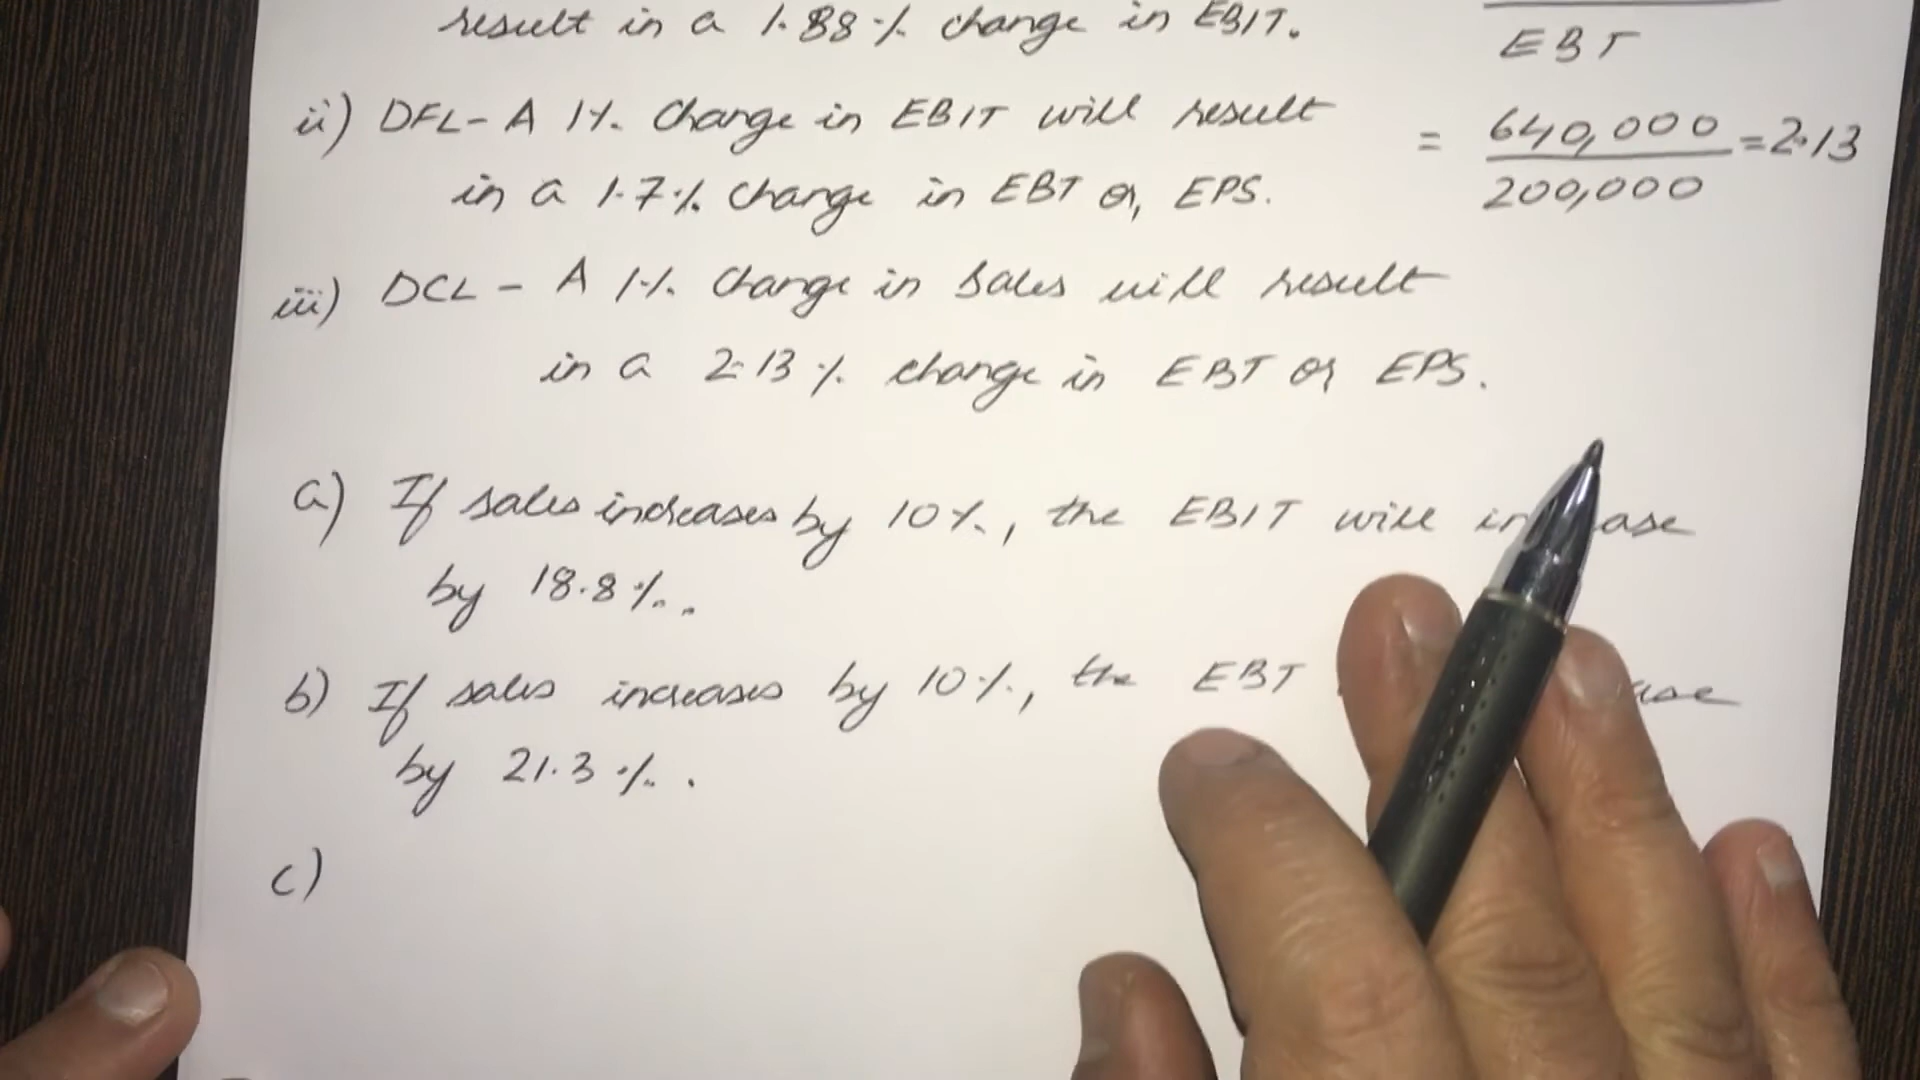 result in a 1.88 % change in EBIT.
EBT
ii) DFL - A 1%. Change in EBIT will result
in a 1.7 % change in EBT or, EPS.
= 640,000 = 2.13
200,000
iii) DCL - A 1%. Change in Sales will result
in a 2.13 % change in EBT or EPS.
a) If sales increases by 10 %, the EBIT will in ase
by 18.8 %.
b) If sales increases by 10 %, the EBT ase
by 21.3 %.
c)